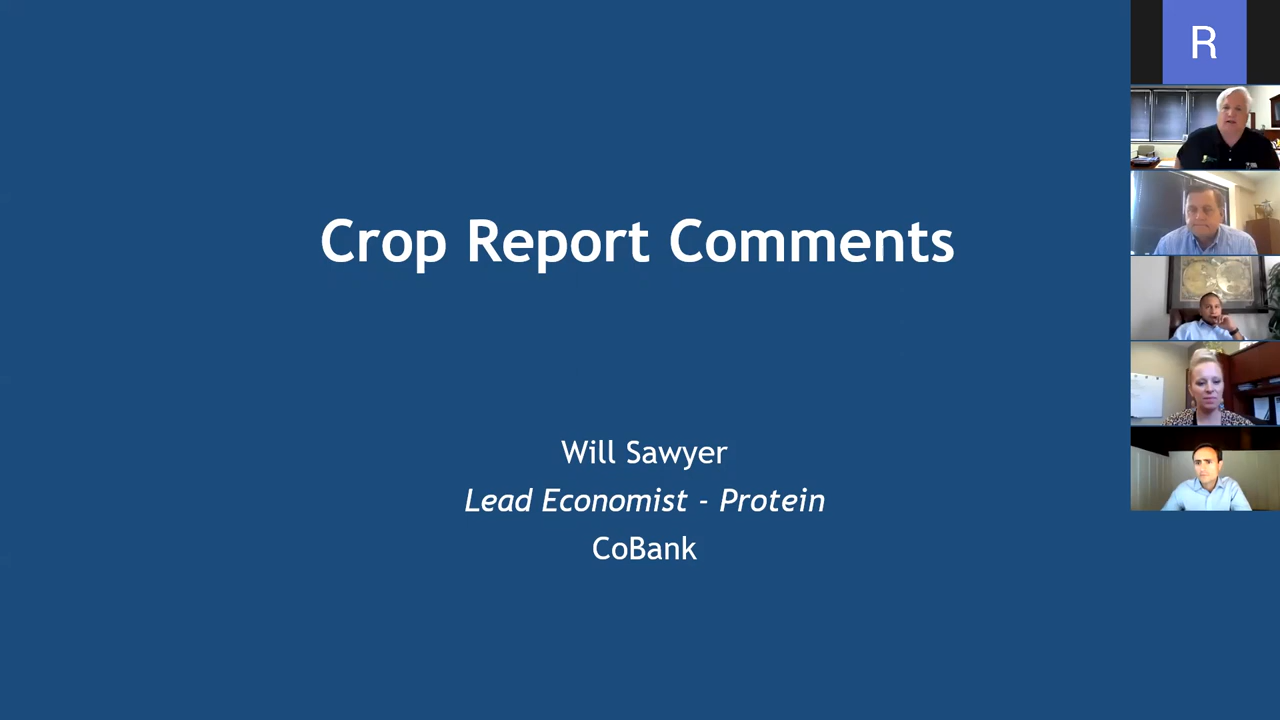 Crop Report Comments
Will Sawyer
Lead Economist - Protein
CoBank
R